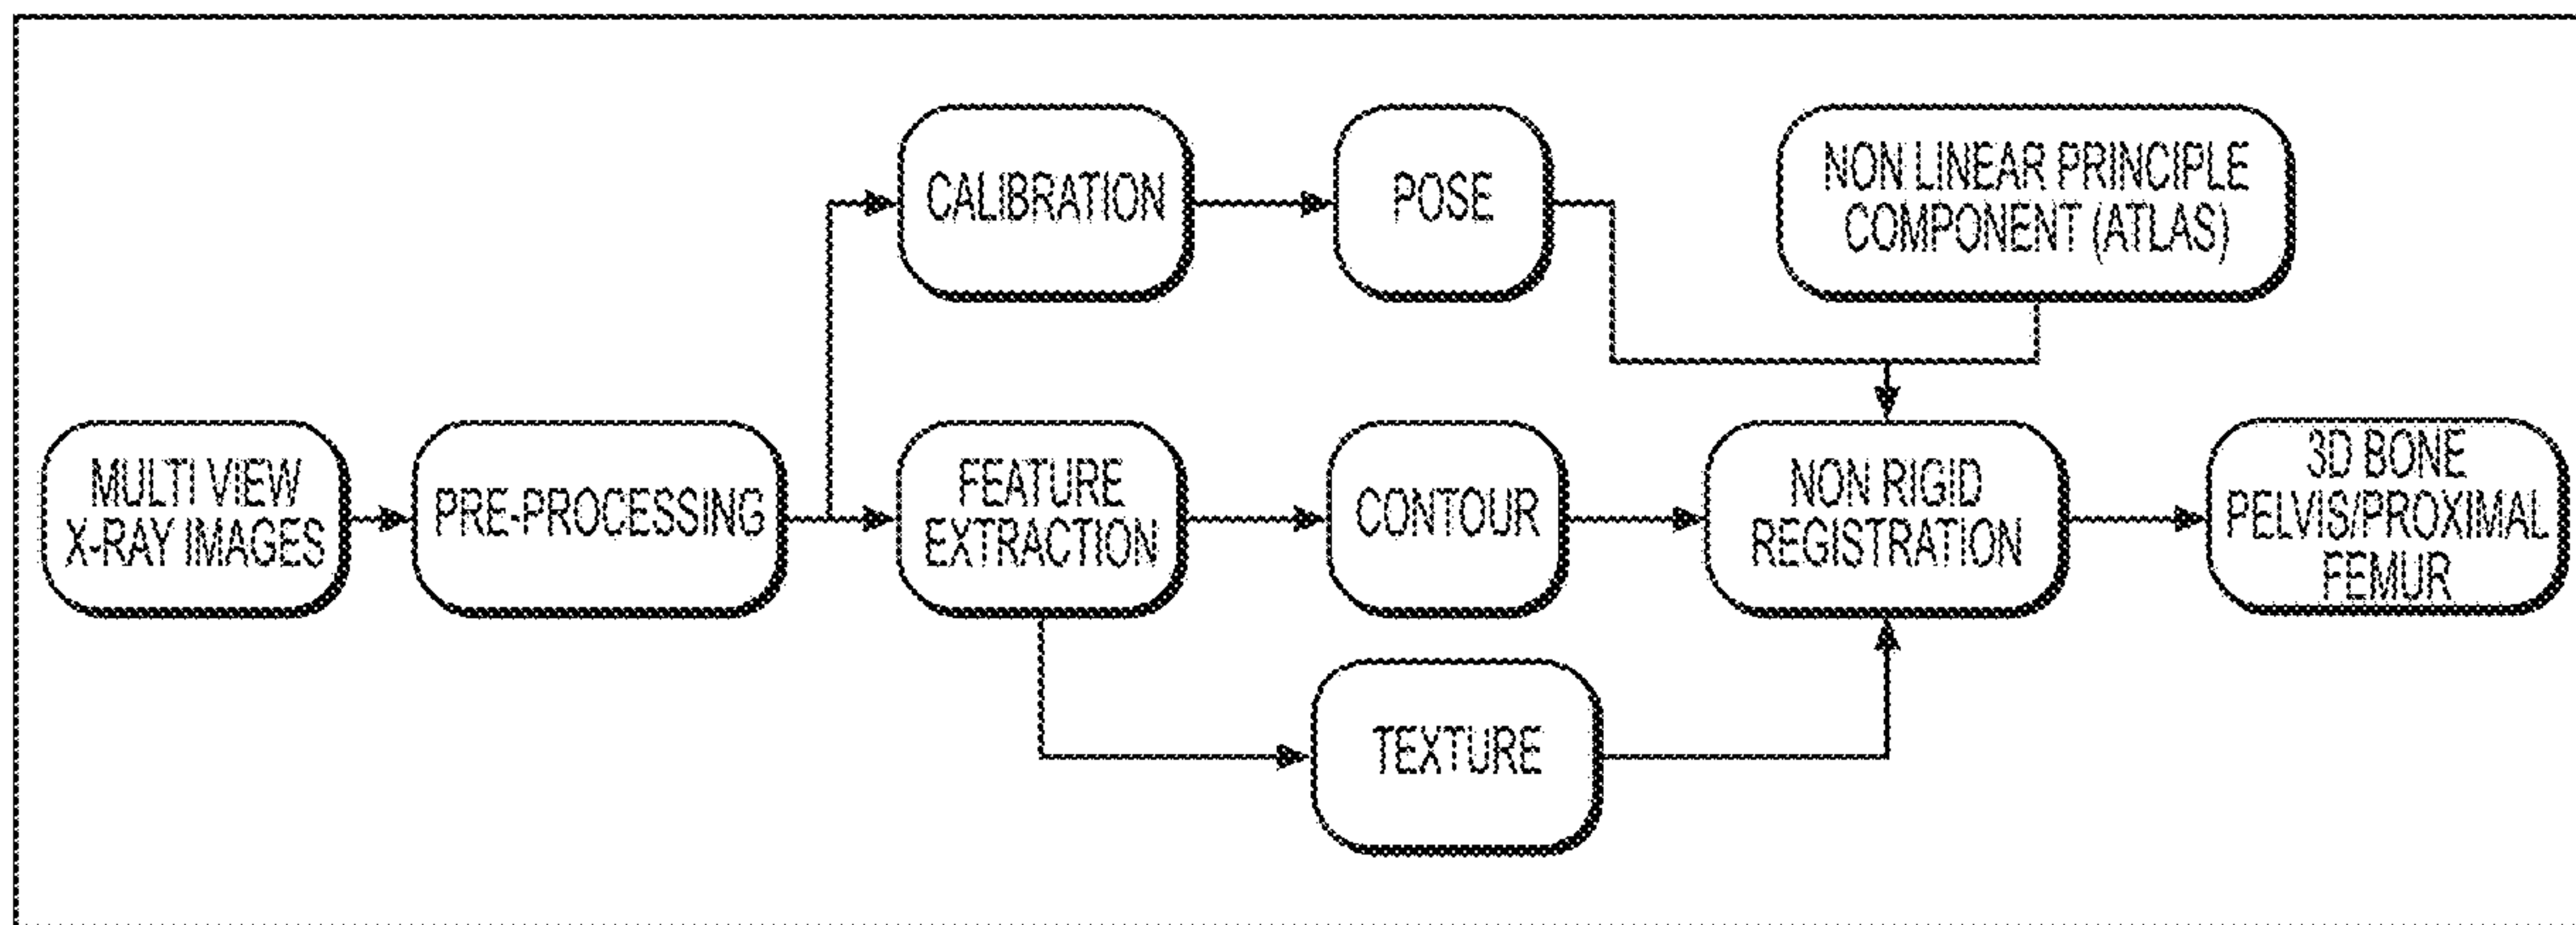 CALIBRATION
POSE
NON LINEAR PRINCIPLE
COMPONENT (ATLAS)
MULTI VIEW
X-RAY IMAGES
PRE-PROCESSING
FEATURE
EXTRACTION
CONTOUR
NON RIGID
REGISTRATION
3D BONE
PELVIS/PROXIMAL
FEMUR
TEXTURE